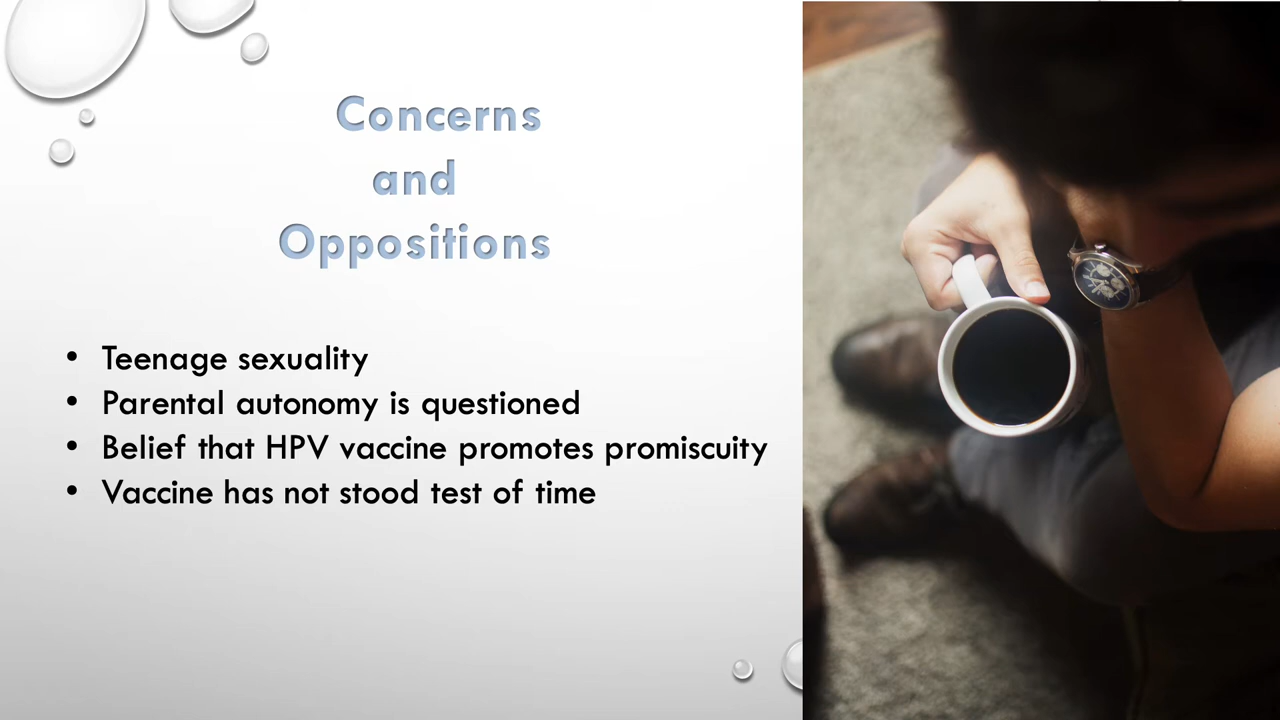 Concerns
and
Oppositions
• Teenage sexuality
• Parental autonomy is questioned
• Belief that HPV vaccine promotes promiscuity
• Vaccine has not stood test of time